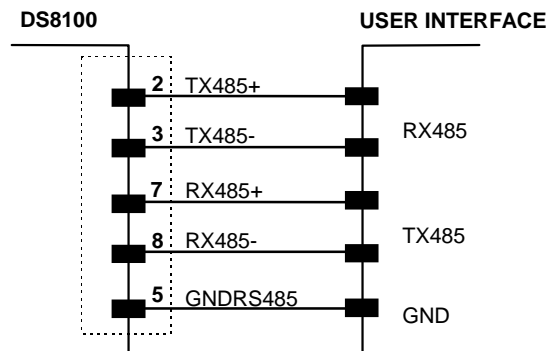 DS8100 USER INTERFACE
2 TX485+
3 TX485-
RX485
7 RX485+
8 RX485-
TX485
5 GNDRS485
GND